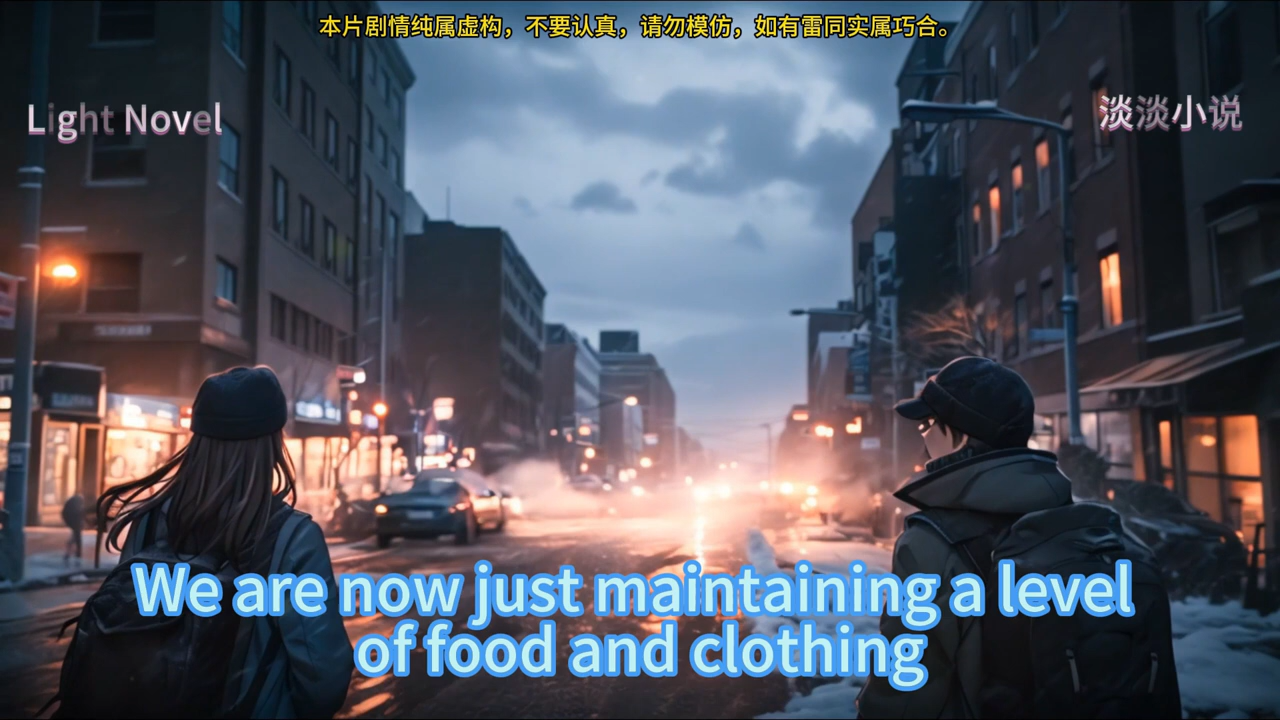 本片剧情纯属虚构，不要认真，请勿模仿，如有雷同实属巧合。
Light Novel
淡淡小说
We are now just maintaining a level
of food and clothing